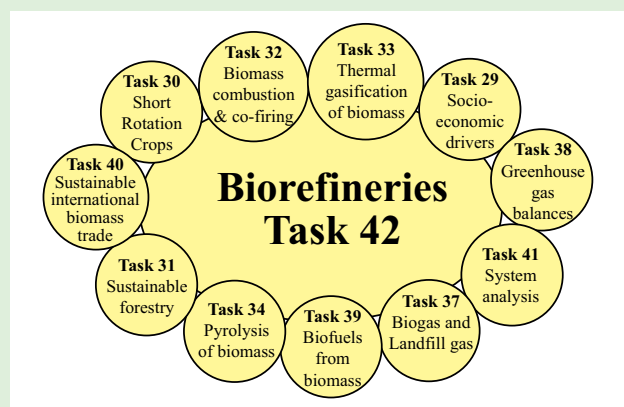 Task 33
Thermal
gasification
of biomass
Task 32
Biomass
combustion
& co-firing
Task 29
Socio-
economic
drivers
Task 30
Short
Rotation
Crops
Task 38
Greenhouse
gas
balances
Task 40
Sustainable
international
biomass
trade
Biorefineries
Task 42
Task 41
System
analysis
Task 31
Sustainable
forestry
Task 34
Pyrolysis
of biomass
Task 39
Biofuels
from
biomass
Task 37
Biogas and
Landfill gas